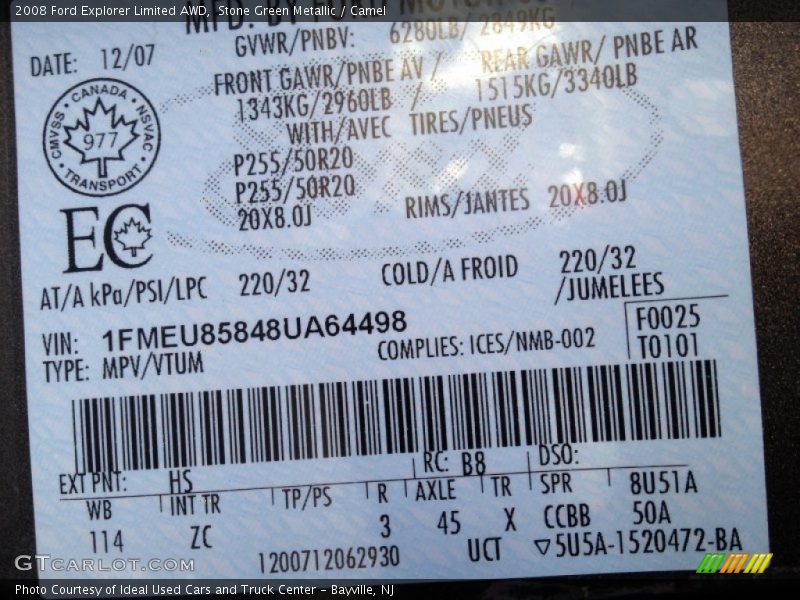 2008 Ford Explorer Limited AWD, Stone Green Metallic / Camel
DATE: 12/07
GVWR/PNBV: 6280LB/ 2849KG
FRONT GAWR/PNBE AV / REAR GAWR/ PNBE AR
1343KG/2960LB / 1515KG/3340LB
WITH/AVEC TIRES/PNEUS
P255/50R20
P255/50R20
20X8.0J RIMS/JANTES 20X8.0J
CMVSS • CANADA • NSVAC
977
• TRANSPORT •
EC
AT/A kPa/PSI/LPC 220/32 COLD/A FROID 220/32
/JUMELEES
VIN: 1FMEU85848UA64498
F0025
TYPE: MPV/VTUM COMPLIES: ICES/NMB-002 T0101
EXT PNT: HS RC: B8 DSO:
WB INT TR TP/PS R AXLE TR SPR 8U51A
114 ZC 3 45 X CCBB 50A
1200712062930 UCT ▽5U5A-1520472-BA
GTCARLOT.COM
Photo Courtesy of Ideal Used Cars and Truck Center – Bayville, NJ